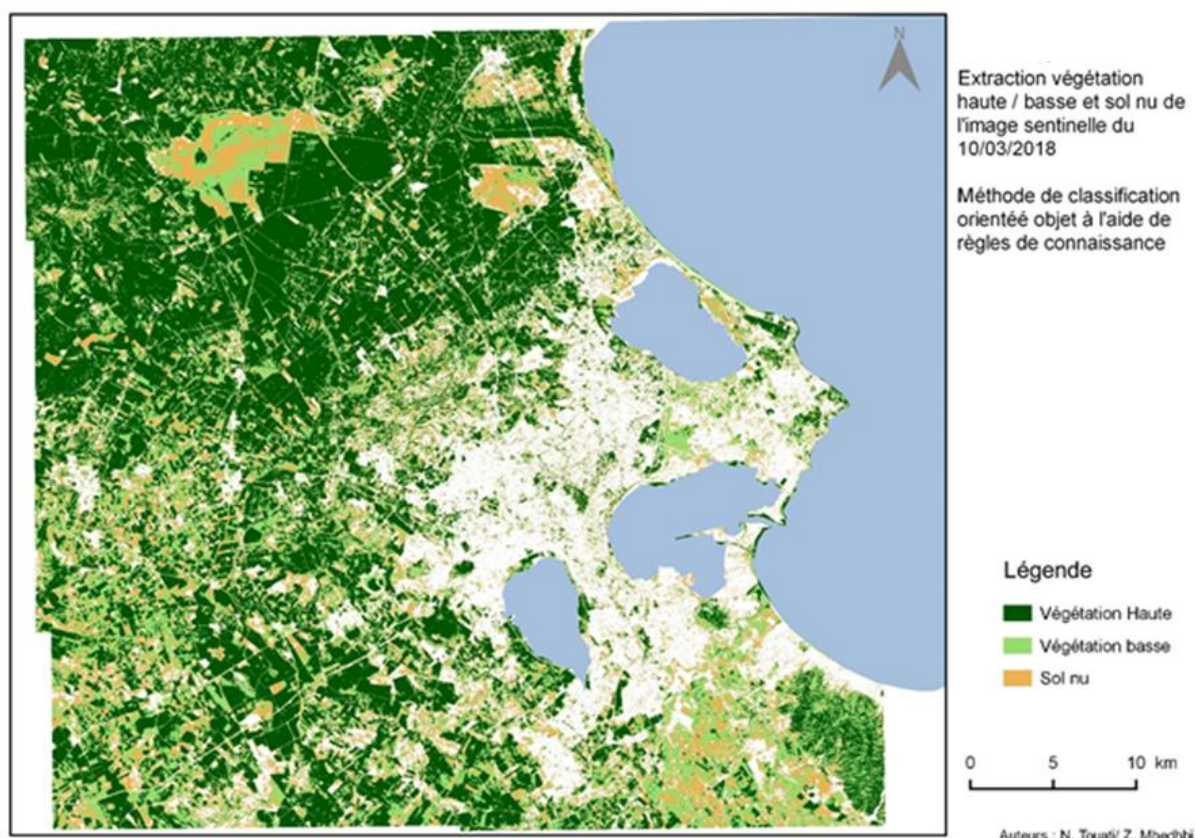 N
Extraction végétation
haute / basse et sol nu de
l'image sentinelle du
10/03/2018
Méthode de classification
orientéé objet à l'aide de
règles de connaissance
Légende
Végétation Haute
Végétation basse
Sol nu
0 5 10 km
Auteurs : N. Touati/ Z. Mhedhbi